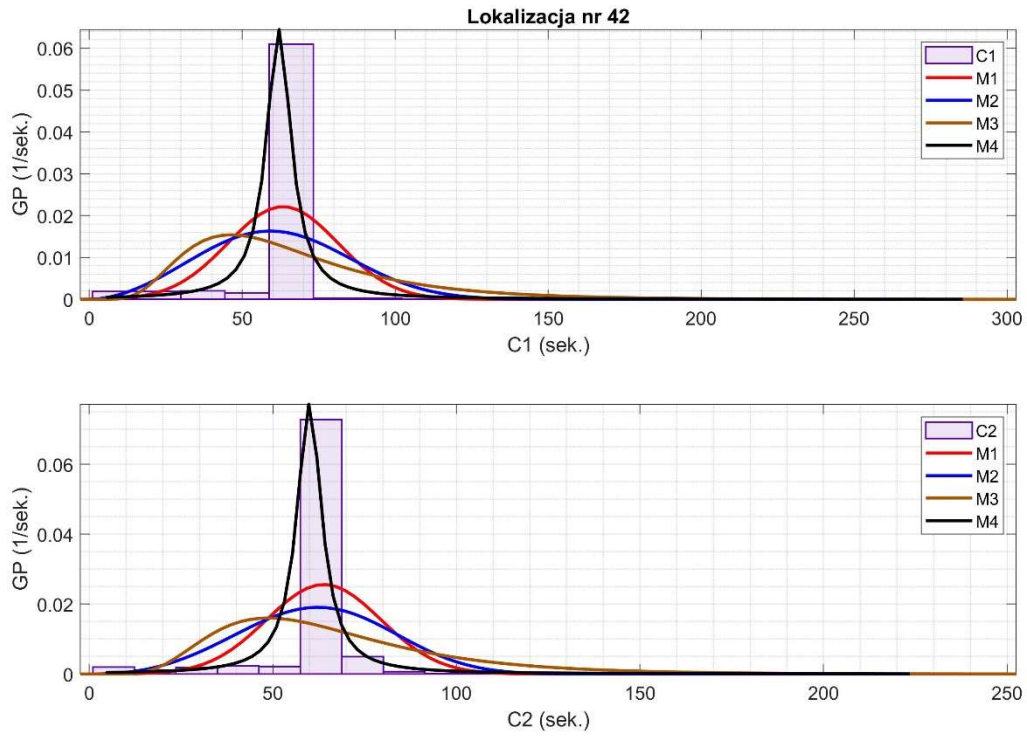 Lokalizacja nr 42
GP (1/sek.)
0.06
0.05
0.04
0.03
0.02
0.01
0
0 50 100 150 200 250 300
C1 (sek.)
C1
M1
M2
M3
M4
GP (1/sek.)
0.06
0.04
0.02
0
0 50 100 150 200 250
C2 (sek.)
C2
M1
M2
M3
M4